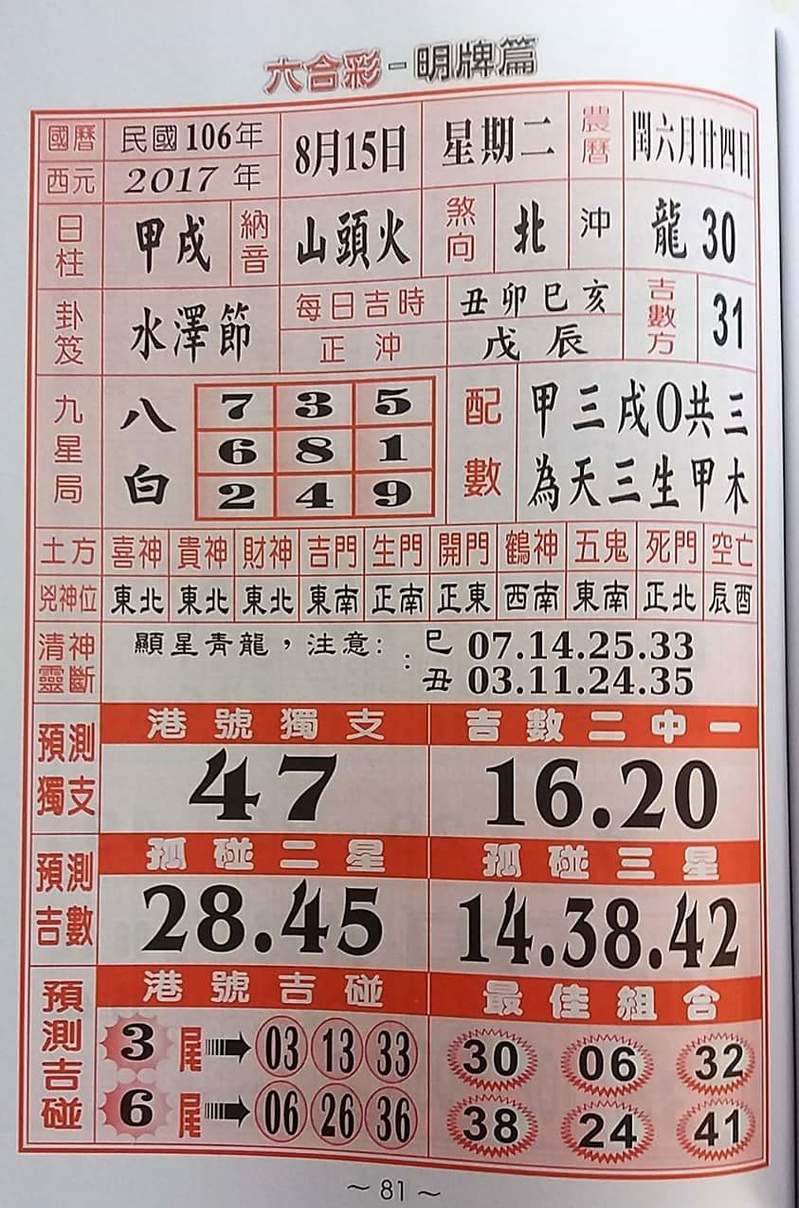 六合彩-明牌篇
國曆 民國106年 8月15日 星期二 農曆 閏六月廿四日
西元 2017年
日柱 甲戌 納音 山頭火 煞向 北 沖 龍30
卦笈 水澤節 每日吉時 丑卯巳亥 吉數方 31
正沖 戊辰
九星局 八白 7 3 5 配數 甲三戌0共三
6 8 1
2 4 9 為天三生甲木
土方 喜神 貴神 財神 吉門 生門 開門 鶴神 五鬼 死門 空亡
兇神位 東北 東北 東北 東南 正南 正東 西南 東南 正北 辰酉
清神靈斷 顯星青龍，注意: : 巳 07.14.25.33
丑 03.11.24.35
預測獨支 港號獨支 吉數二中一
47 16.20
預測吉數 孤碰二星 孤碰三星
28.45 14.38.42
預測吉碰 港號吉碰 最佳組合
3尾 03 13 33 30 06 32
6尾 06 26 36 38 24 41
~81~